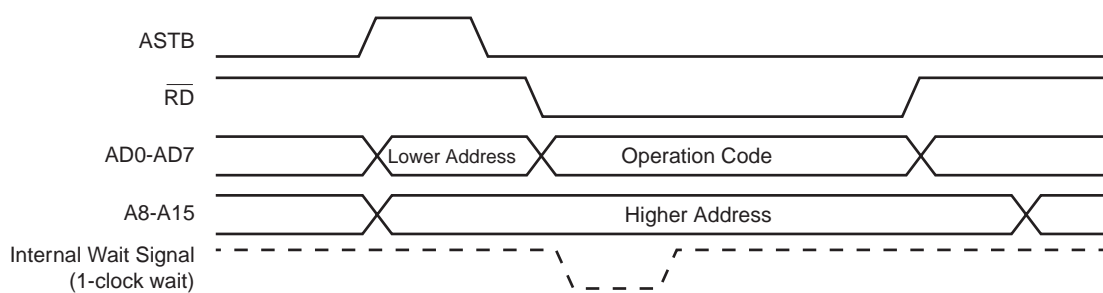 ASTB
RD
AD0-AD7
Lower Address
Operation Code
A8-A15
Higher Address
Internal Wait Signal
(1-clock wait)